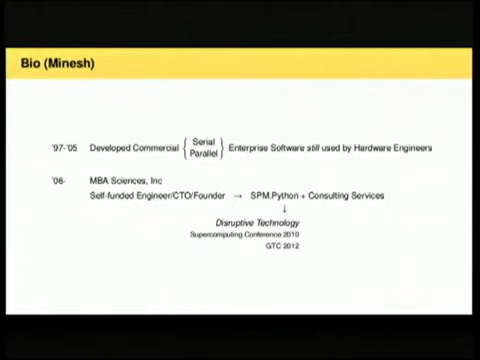 Bio (Minesh)
'97-'05 Developed Commercial { Serial Parallel } Enterprise Software still used by Hardware Engineers
'06- MBA Sciences, Inc
Self-funded Engineer/CTO/Founder → SPM.Python + Consulting Services
↓
Disruptive Technology
Supercomputing Conference 2010
GTC 2012